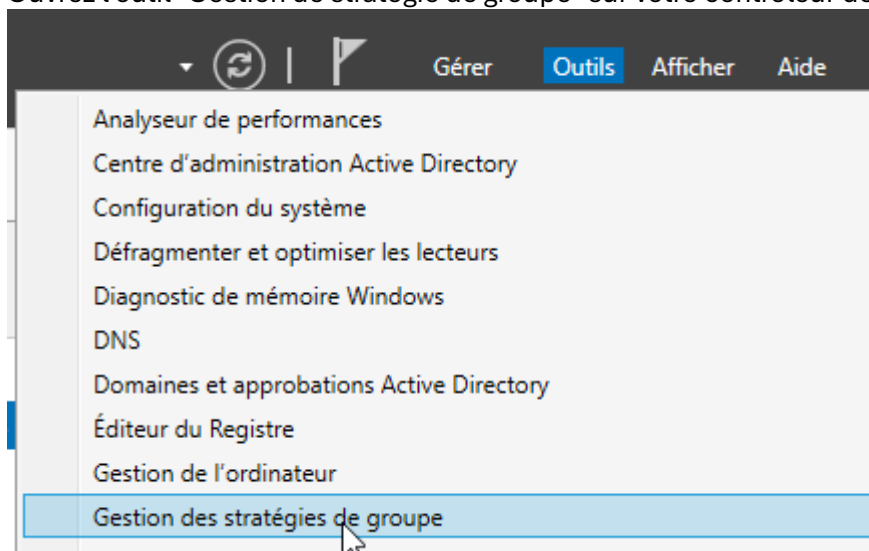 Gérer Outils Afficher Aide
Analyseur de performances
Centre d'administration Active Directory
Configuration du système
Défragmenter et optimiser les lecteurs
Diagnostic de mémoire Windows
DNS
Domaines et approbations Active Directory
Éditeur du Registre
Gestion de l'ordinateur
Gestion des stratégies de groupe